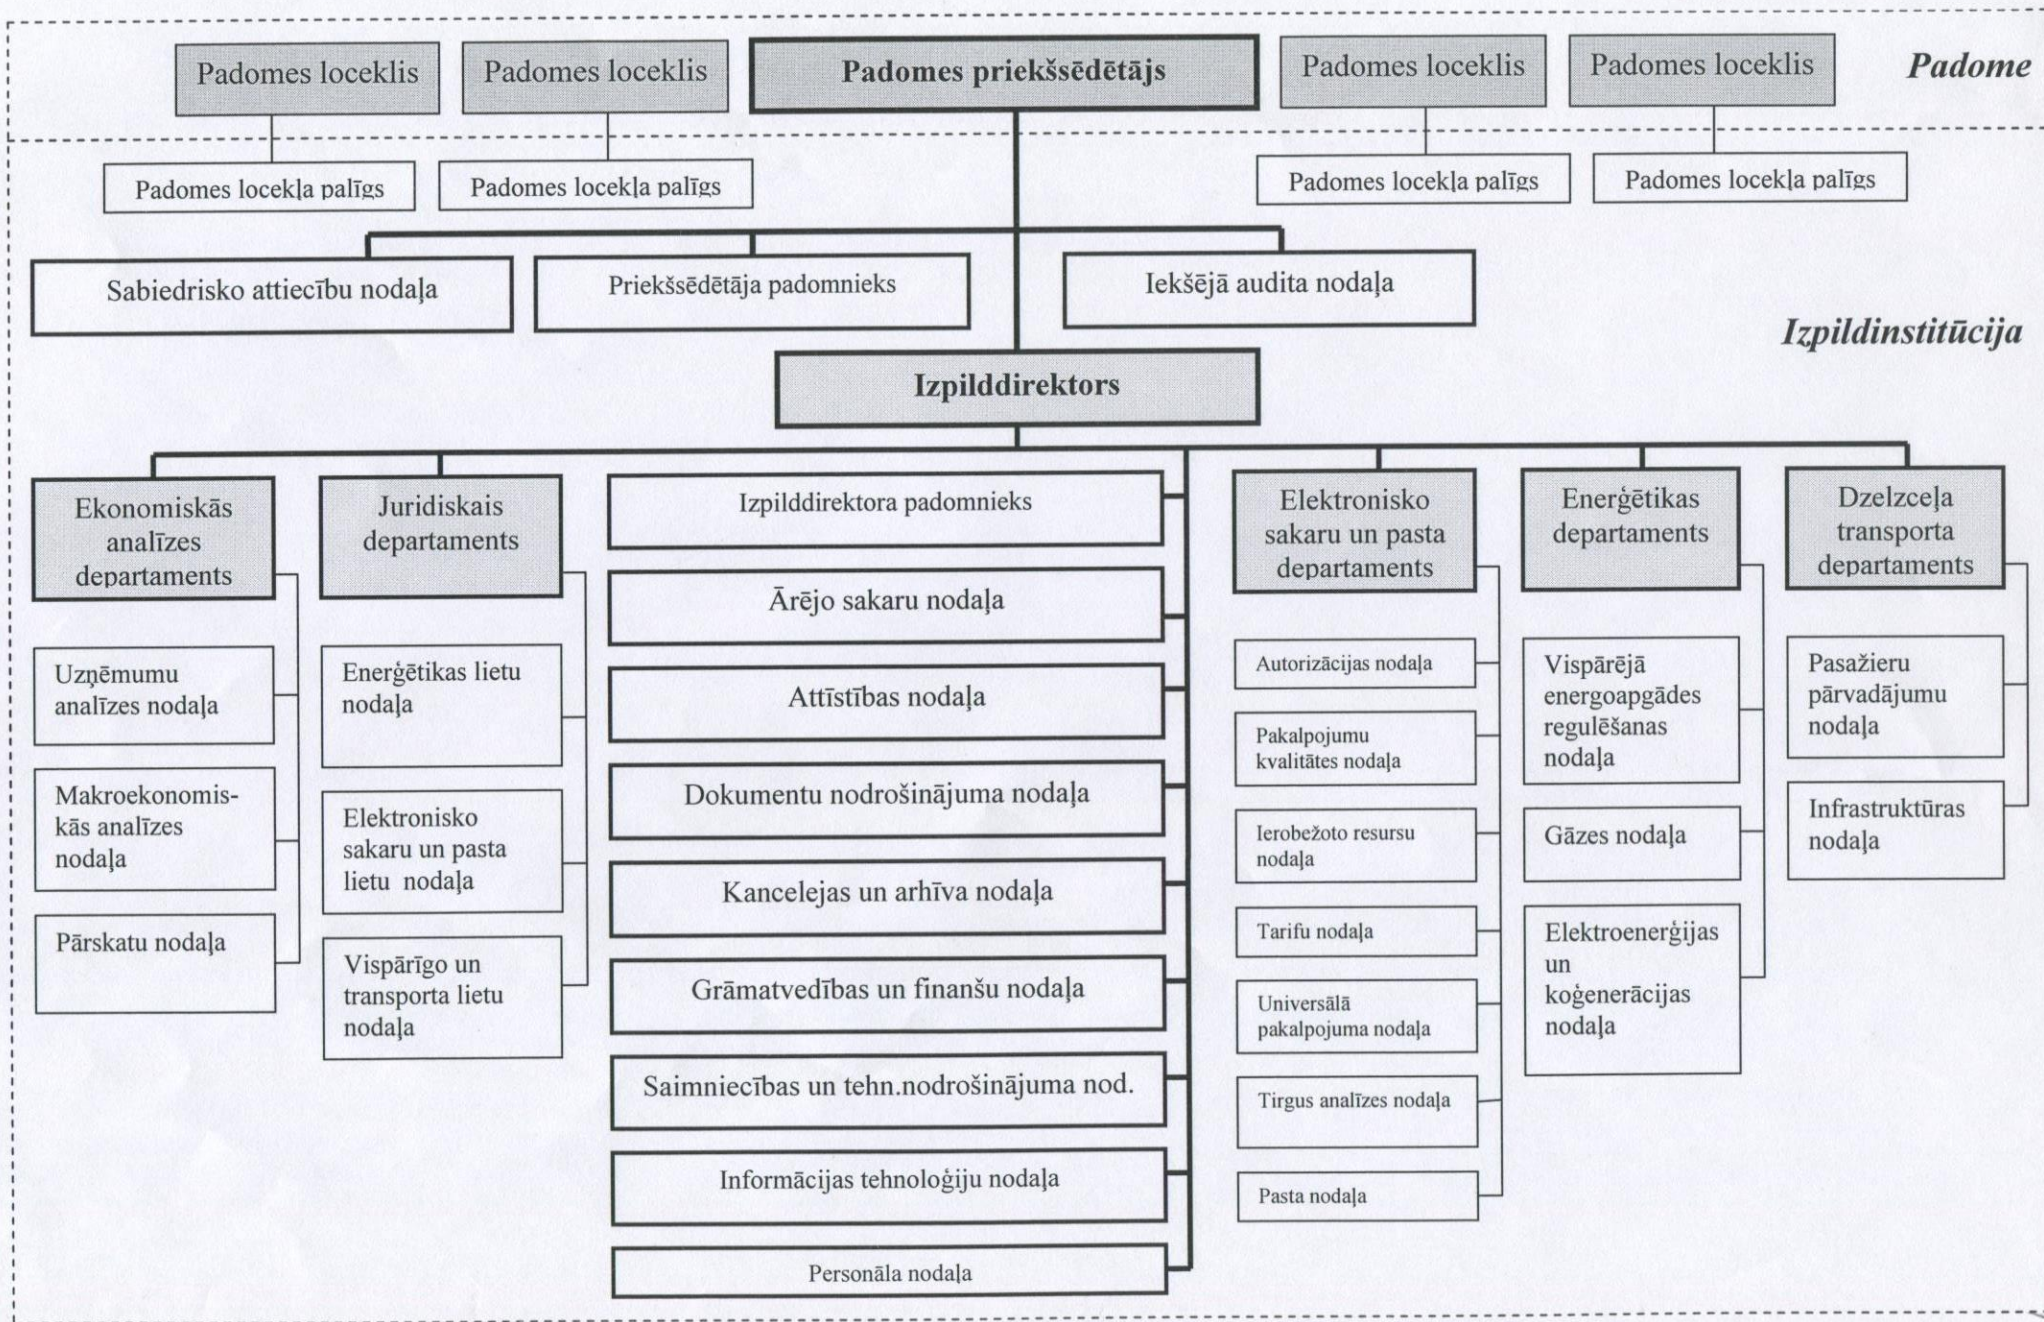 Padomes loceklis
Padomes loceklis
Padomes priekšsēdētājs
Padomes loceklis
Padomes loceklis
Padome
Padomes locekļa palīgs
Padomes locekļa palīgs
Padomes locekļa palīgs
Padomes locekļa palīgs
Sabiedrisko attiecību nodaļa
Priekšsēdētāja padomnieks
Iekšējā audita nodaļa
Izpildinstitūcija
Izpilddirektors
Ekonomiskās
analīzes
departaments
Uzņēmumu
analīzes nodaļa
Makroekonomis-
kās analīzes
nodaļa
Pārskatu nodaļa
Juridiskais
departaments
Enerģētikas lietu
nodaļa
Elektronisko
sakaru un pasta
lietu nodaļa
Vispārīgo un
transporta lietu
nodaļa
Izpilddirektora padomnieks
Ārējo sakaru nodaļa
Attīstības nodaļa
Dokumentu nodrošinājuma nodaļa
Kancelejas un arhīva nodaļa
Grāmatvedības un finanšu nodaļa
Saimniecības un tehn.nodrošinājuma nod.
Informācijas tehnoloģiju nodaļa
Personāla nodaļa
Elektronisko
sakaru un pasta
departaments
Autorizācijas nodaļa
Pakalpojumu
kvalitātes nodaļa
Ierobežoto resursu
nodaļa
Tarifu nodaļa
Universālā
pakalpojuma nodaļa
Tirgus analīzes nodaļa
Pasta nodaļa
Enerģētikas
departaments
Vispārējā
energoapgādes
regulēšanas
nodaļa
Gāzes nodaļa
Elektroenerģijas
un
koģenerācijas
nodaļa
Dzelzceļa
transporta
departaments
Pasažieru
pārvadājumu
nodaļa
Infrastruktūras
nodaļa